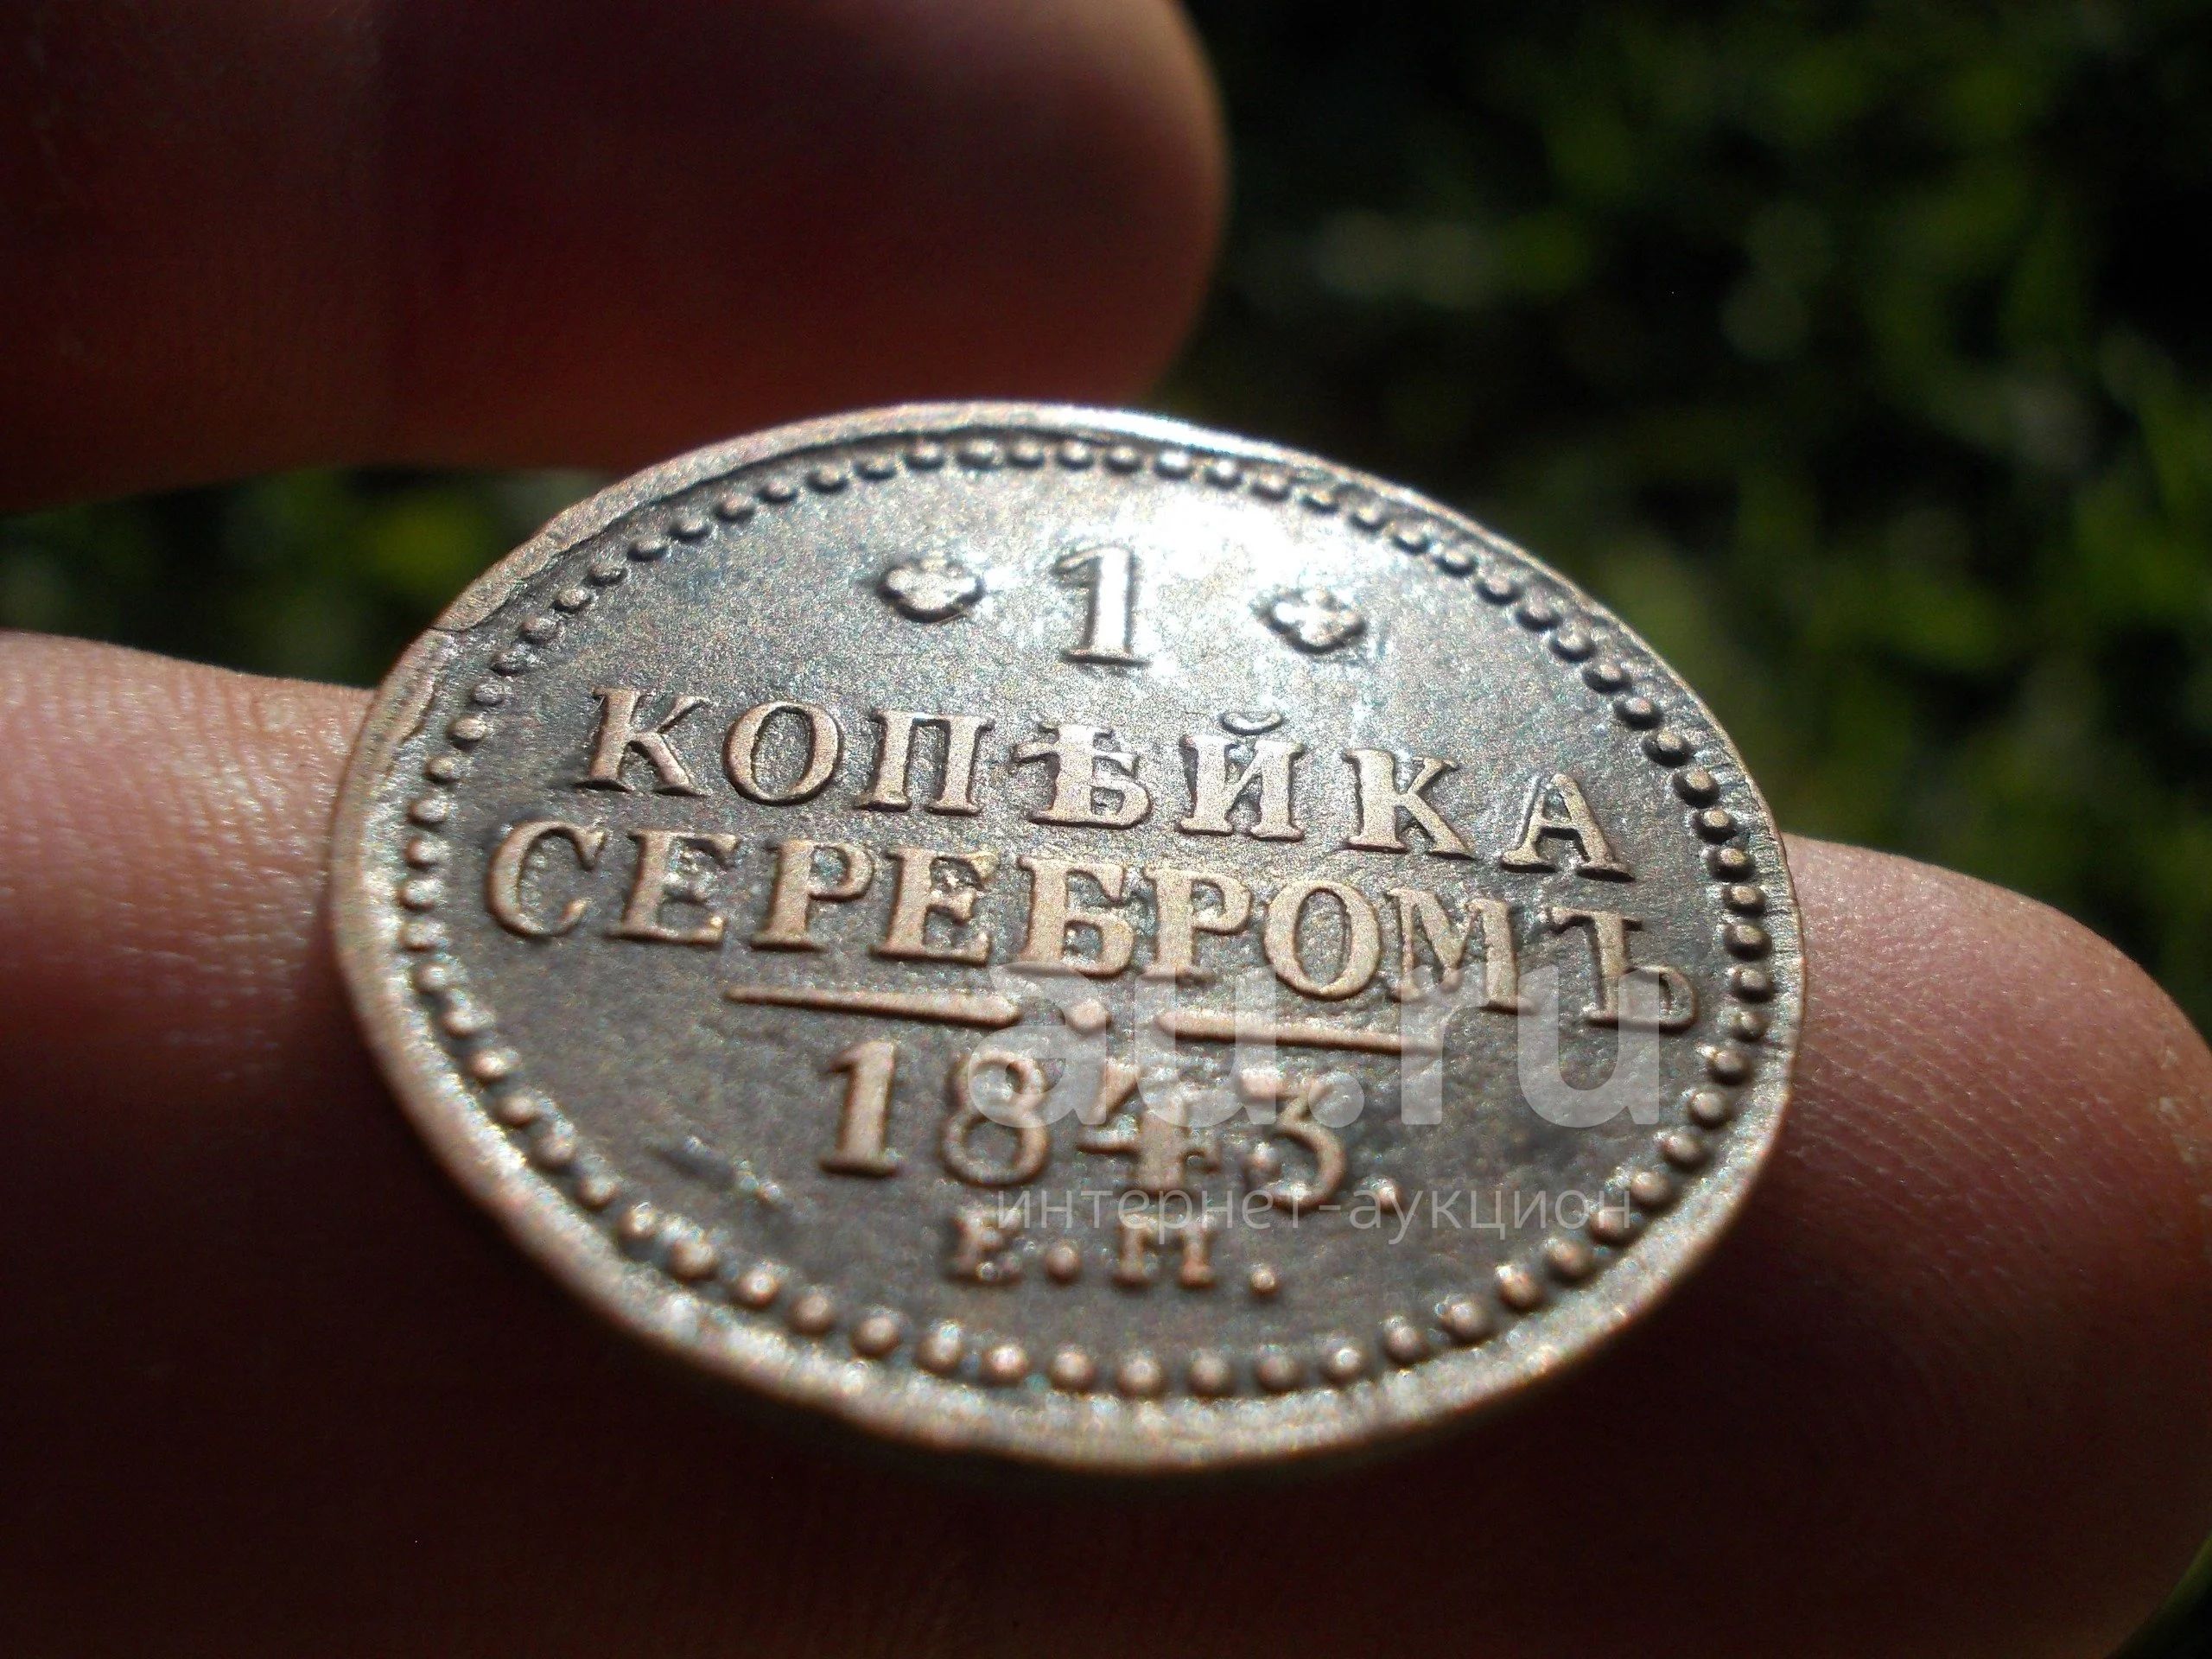 1
КОПѢЙКА
СЕРЕБРОМЪ
1843.
Е.М.
au.ru
интернет-аукцион